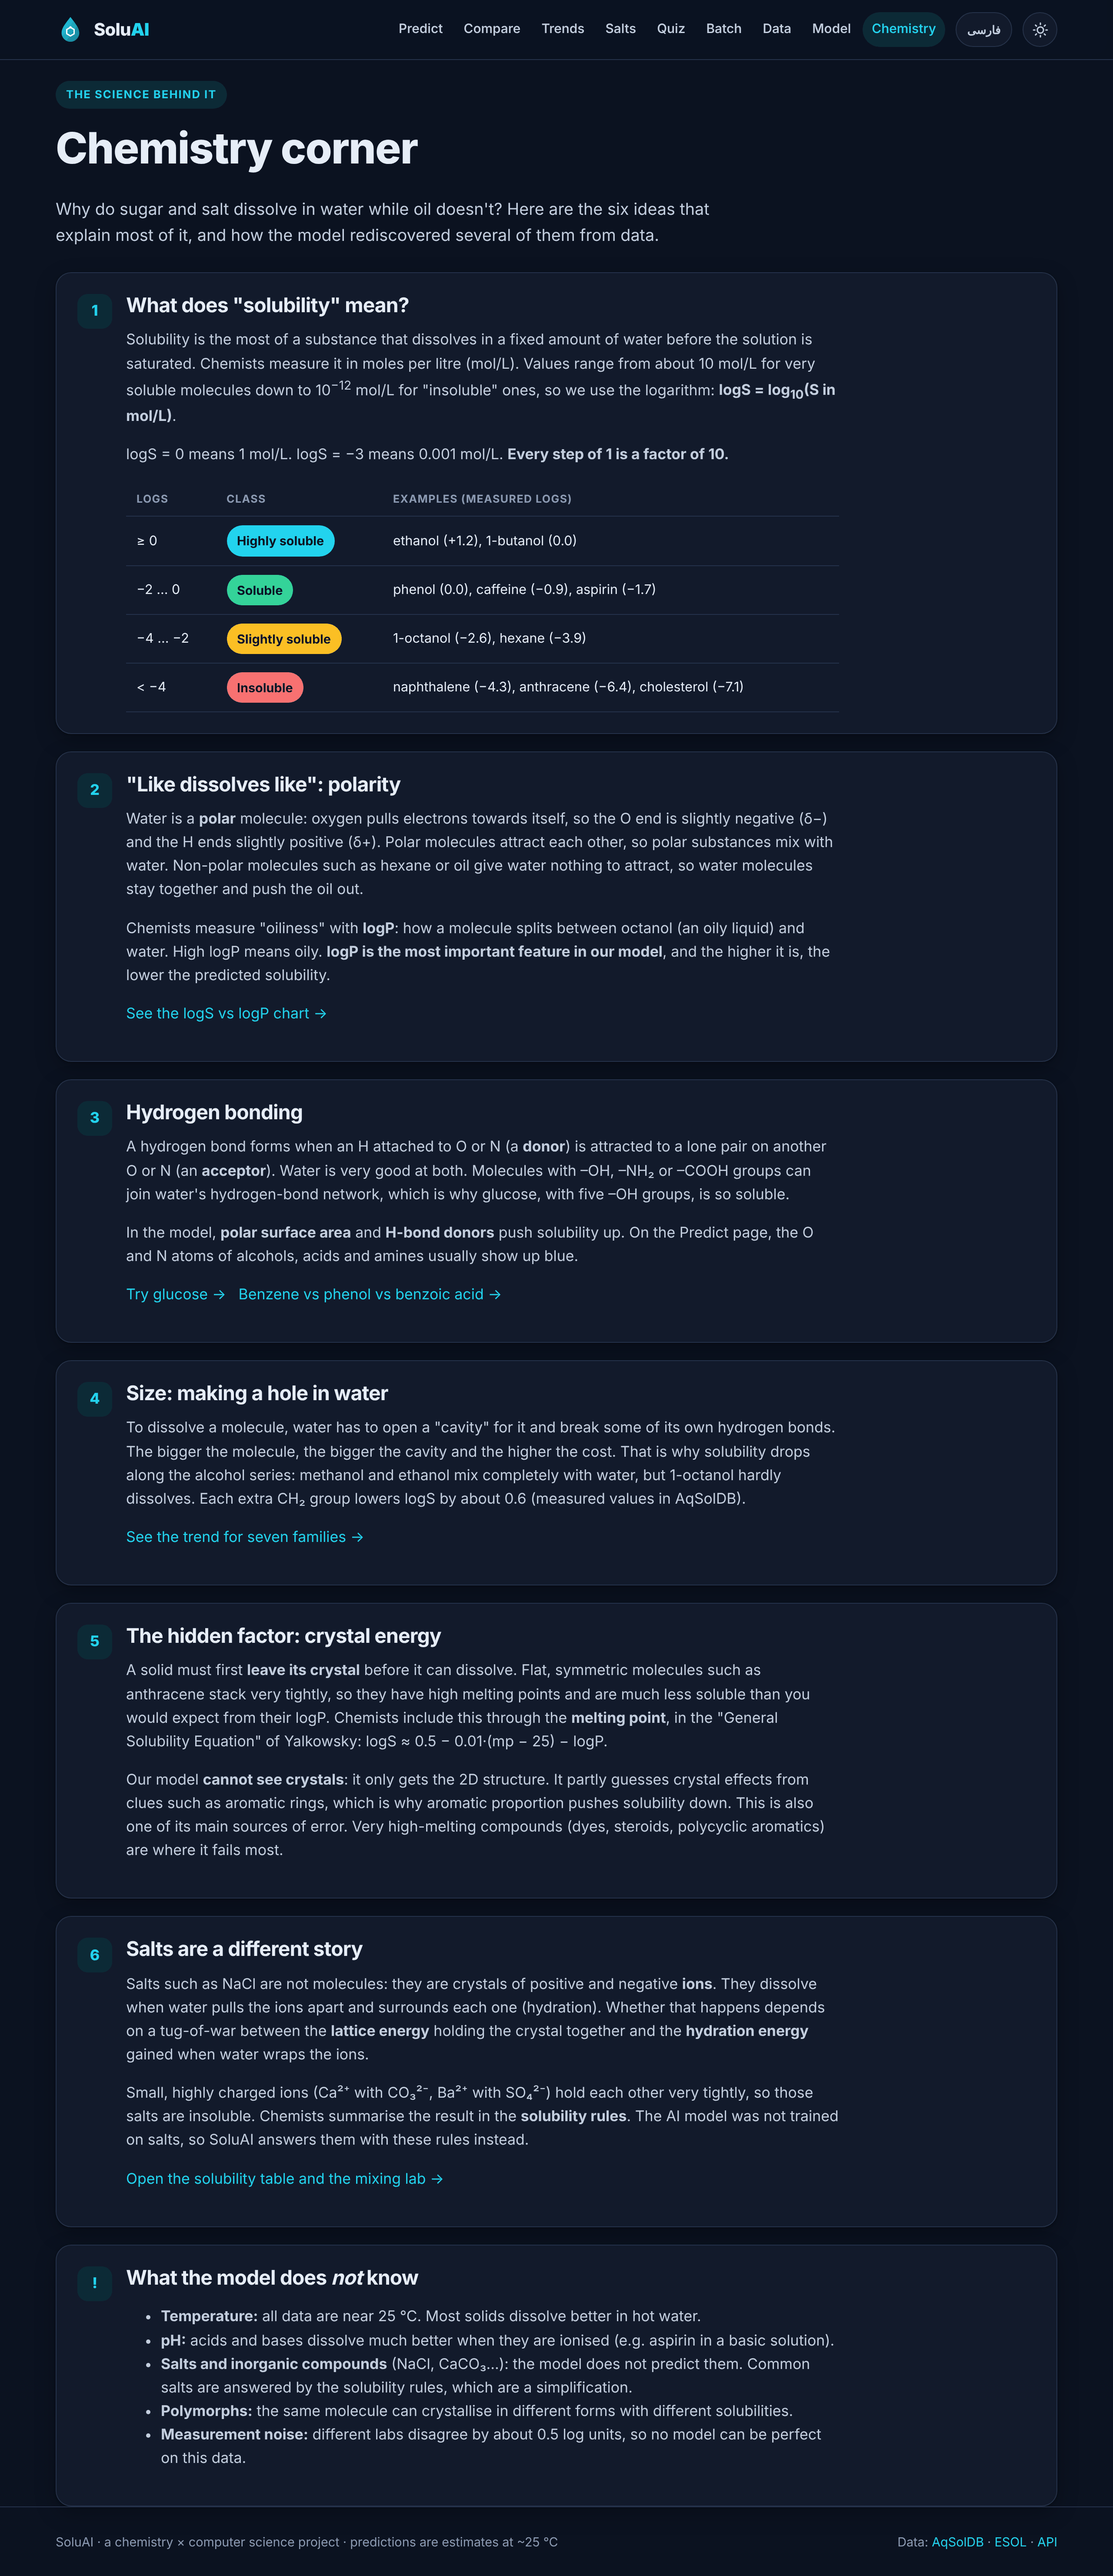 SoluAI
Predict Compare Trends Salts Quiz Batch Data Model Chemistry فارسی
THE SCIENCE BEHIND IT
Chemistry corner
Why do sugar and salt dissolve in water while oil doesn't? Here are the six ideas that
explain most of it, and how the model rediscovered several of them from data.
1
What does "solubility" mean?
Solubility is the most of a substance that dissolves in a fixed amount of water before the solution is
saturated. Chemists measure it in moles per litre (mol/L). Values range from about 10 mol/L for very
soluble molecules down to 10⁻¹² mol/L for "insoluble" ones, so we use the logarithm: logS = log₁₀(S in
mol/L).
logS = 0 means 1 mol/L. logS = −3 means 0.001 mol/L. Every step of 1 is a factor of 10.
LOGS CLASS EXAMPLES (MEASURED LOGS)
≥ 0 Highly soluble ethanol (+1.2), 1-butanol (0.0)
−2 … 0 Soluble phenol (0.0), caffeine (−0.9), aspirin (−1.7)
−4 … −2 Slightly soluble 1-octanol (−2.6), hexane (−3.9)
< −4 Insoluble naphthalene (−4.3), anthracene (−6.4), cholesterol (−7.1)
2
"Like dissolves like": polarity
Water is a polar molecule: oxygen pulls electrons towards itself, so the O end is slightly negative (δ−)
and the H ends slightly positive (δ+). Polar molecules attract each other, so polar substances mix with
water. Non-polar molecules such as hexane or oil give water nothing to attract, so water molecules
stay together and push the oil out.
Chemists measure "oiliness" with logP: how a molecule splits between octanol (an oily liquid) and
water. High logP means oily. logP is the most important feature in our model, and the higher it is, the
lower the predicted solubility.
See the logS vs logP chart →
3
Hydrogen bonding
A hydrogen bond forms when an H attached to O or N (a donor) is attracted to a lone pair on another
O or N (an acceptor). Water is very good at both. Molecules with –OH, –NH₂ or –COOH groups can
join water's hydrogen-bond network, which is why glucose, with five –OH groups, is so soluble.
In the model, polar surface area and H-bond donors push solubility up. On the Predict page, the O
and N atoms of alcohols, acids and amines usually show up blue.
Try glucose → Benzene vs phenol vs benzoic acid →
4
Size: making a hole in water
To dissolve a molecule, water has to open a "cavity" for it and break some of its own hydrogen bonds.
The bigger the molecule, the bigger the cavity and the higher the cost. That is why solubility drops
along the alcohol series: methanol and ethanol mix completely with water, but 1-octanol hardly
dissolves. Each extra CH₂ group lowers logS by about 0.6 (measured values in AqSolDB).
See the trend for seven families →
5
The hidden factor: crystal energy
A solid must first leave its crystal before it can dissolve. Flat, symmetric molecules such as
anthracene stack very tightly, so they have high melting points and are much less soluble than you
would expect from their logP. Chemists include this through the melting point, in the "General
Solubility Equation" of Yalkowsky: logS ≈ 0.5 − 0.01·(mp − 25) − logP.
Our model cannot see crystals: it only gets the 2D structure. It partly guesses crystal effects from
clues such as aromatic rings, which is why aromatic proportion pushes solubility down. This is also
one of its main sources of error. Very high-melting compounds (dyes, steroids, polycyclic aromatics)
are where it fails most.
6
Salts are a different story
Salts such as NaCl are not molecules: they are crystals of positive and negative ions. They dissolve
when water pulls the ions apart and surrounds each one (hydration). Whether that happens depends
on a tug-of-war between the lattice energy holding the crystal together and the hydration energy
gained when water wraps the ions.
Small, highly charged ions (Ca²⁺ with CO₃²⁻, Ba²⁺ with SO₄²⁻) hold each other very tightly, so those
salts are insoluble. Chemists summarise the result in the solubility rules. The AI model was not trained
on salts, so SoluAI answers them with these rules instead.
Open the solubility table and the mixing lab →
!
What the model does not know
• Temperature: all data are near 25 °C. Most solids dissolve better in hot water.
• pH: acids and bases dissolve much better when they are ionised (e.g. aspirin in a basic solution).
• Salts and inorganic compounds (NaCl, CaCO₃…): the model does not predict them. Common
salts are answered by the solubility rules, which are a simplification.
• Polymorphs: the same molecule can crystallise in different forms with different solubilities.
• Measurement noise: different labs disagree by about 0.5 log units, so no model can be perfect
on this data.
SoluAI · a chemistry × computer science project · predictions are estimates at ~25 °C
Data: AqSolDB · ESOL · API